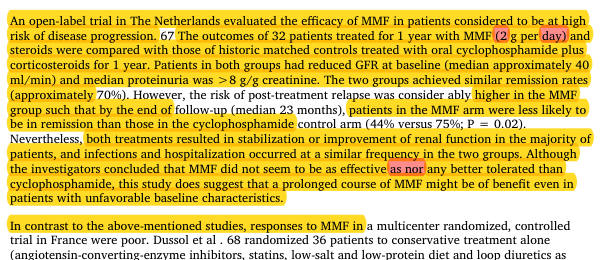 An open-label trial in The Netherlands evaluated the efficacy of MMF in patients considered to be at high
risk of disease progression. 67 The outcomes of 32 patients treated for 1 year with MMF (2 g per day) and
steroids were compared with those of historic matched controls treated with oral cyclophosphamide plus
corticosteroids for 1 year. Patients in both groups had reduced GFR at baseline (median approximately 40
ml/min) and median proteinuria was >8 g/g creatinine. The two groups achieved similar remission rates
(approximately 70%). However, the risk of post-treatment relapse was consider ably higher in the MMF
group such that by the end of follow-up (median 23 months), patients in the MMF arm were less likely to
be in remission than those in the cyclophosphamide control arm (44% versus 75%; P = 0.02).
Nevertheless, both treatments resulted in stabilization or improvement of renal function in the majority of
patients, and infections and hospitalization occurred at a similar frequency in the two groups. Although
the investigators concluded that MMF did not seem to be as effective as nor any better tolerated than
cyclophosphamide, this study does suggest that a prolonged course of MMF might be of benefit even in
patients with unfavorable baseline characteristics.
In contrast to the above-mentioned studies, responses to MMF in a multicenter randomized, controlled
trial in France were poor. Dussol et al . 68 randomized 36 patients to conservative treatment alone
(angiotensin-converting-enzyme inhibitors, statins, low-salt and low-protein diet and loop diuretics as